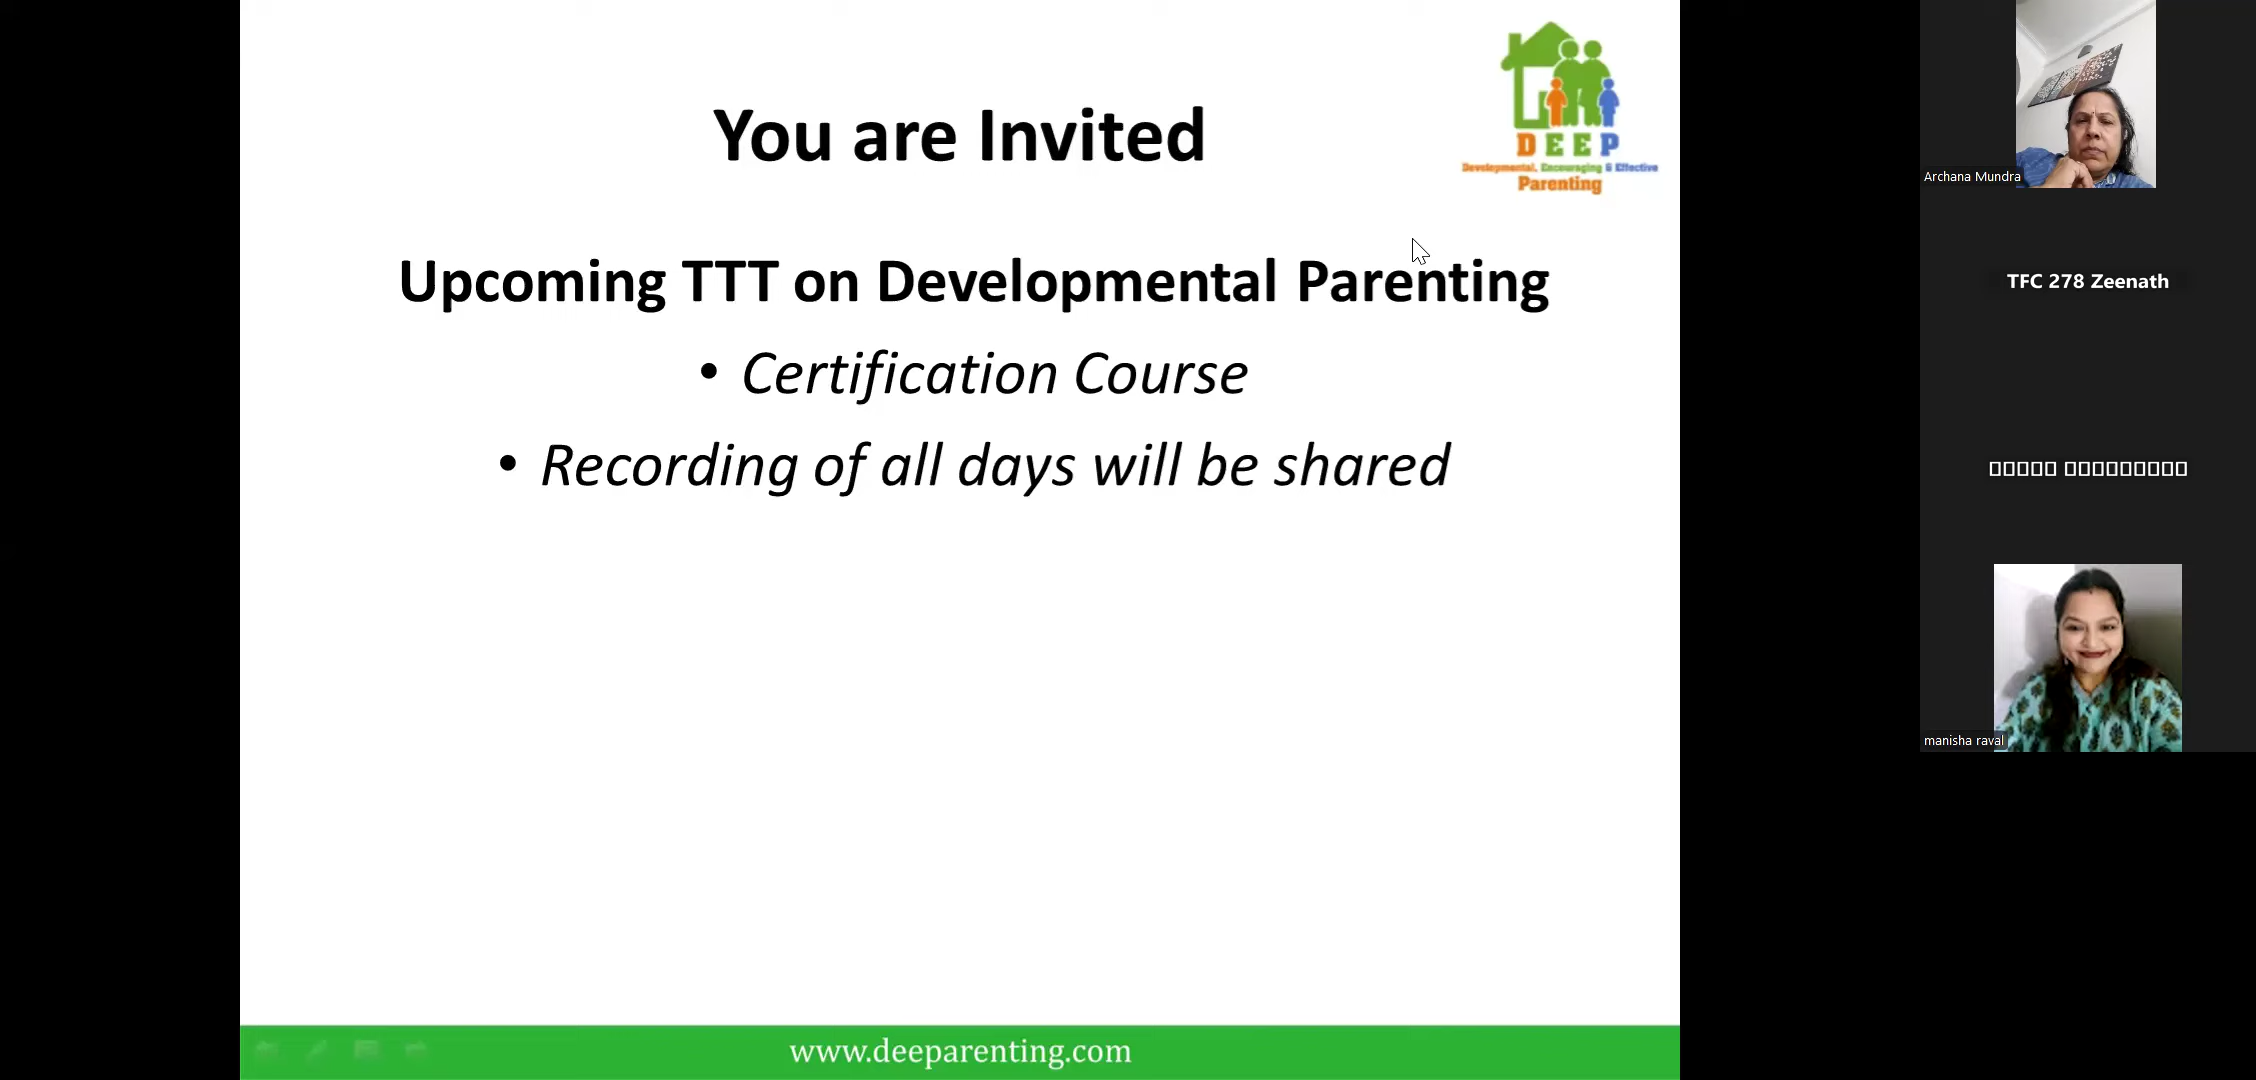 You are Invited
DEEP
Developmental, Encouraging & Effective
Parenting
Upcoming TTT on Developmental Parenting
• Certification Course
• Recording of all days will be shared
www.deeparenting.com
Archana Mundra
TFC 278 Zeenath
manisha raval